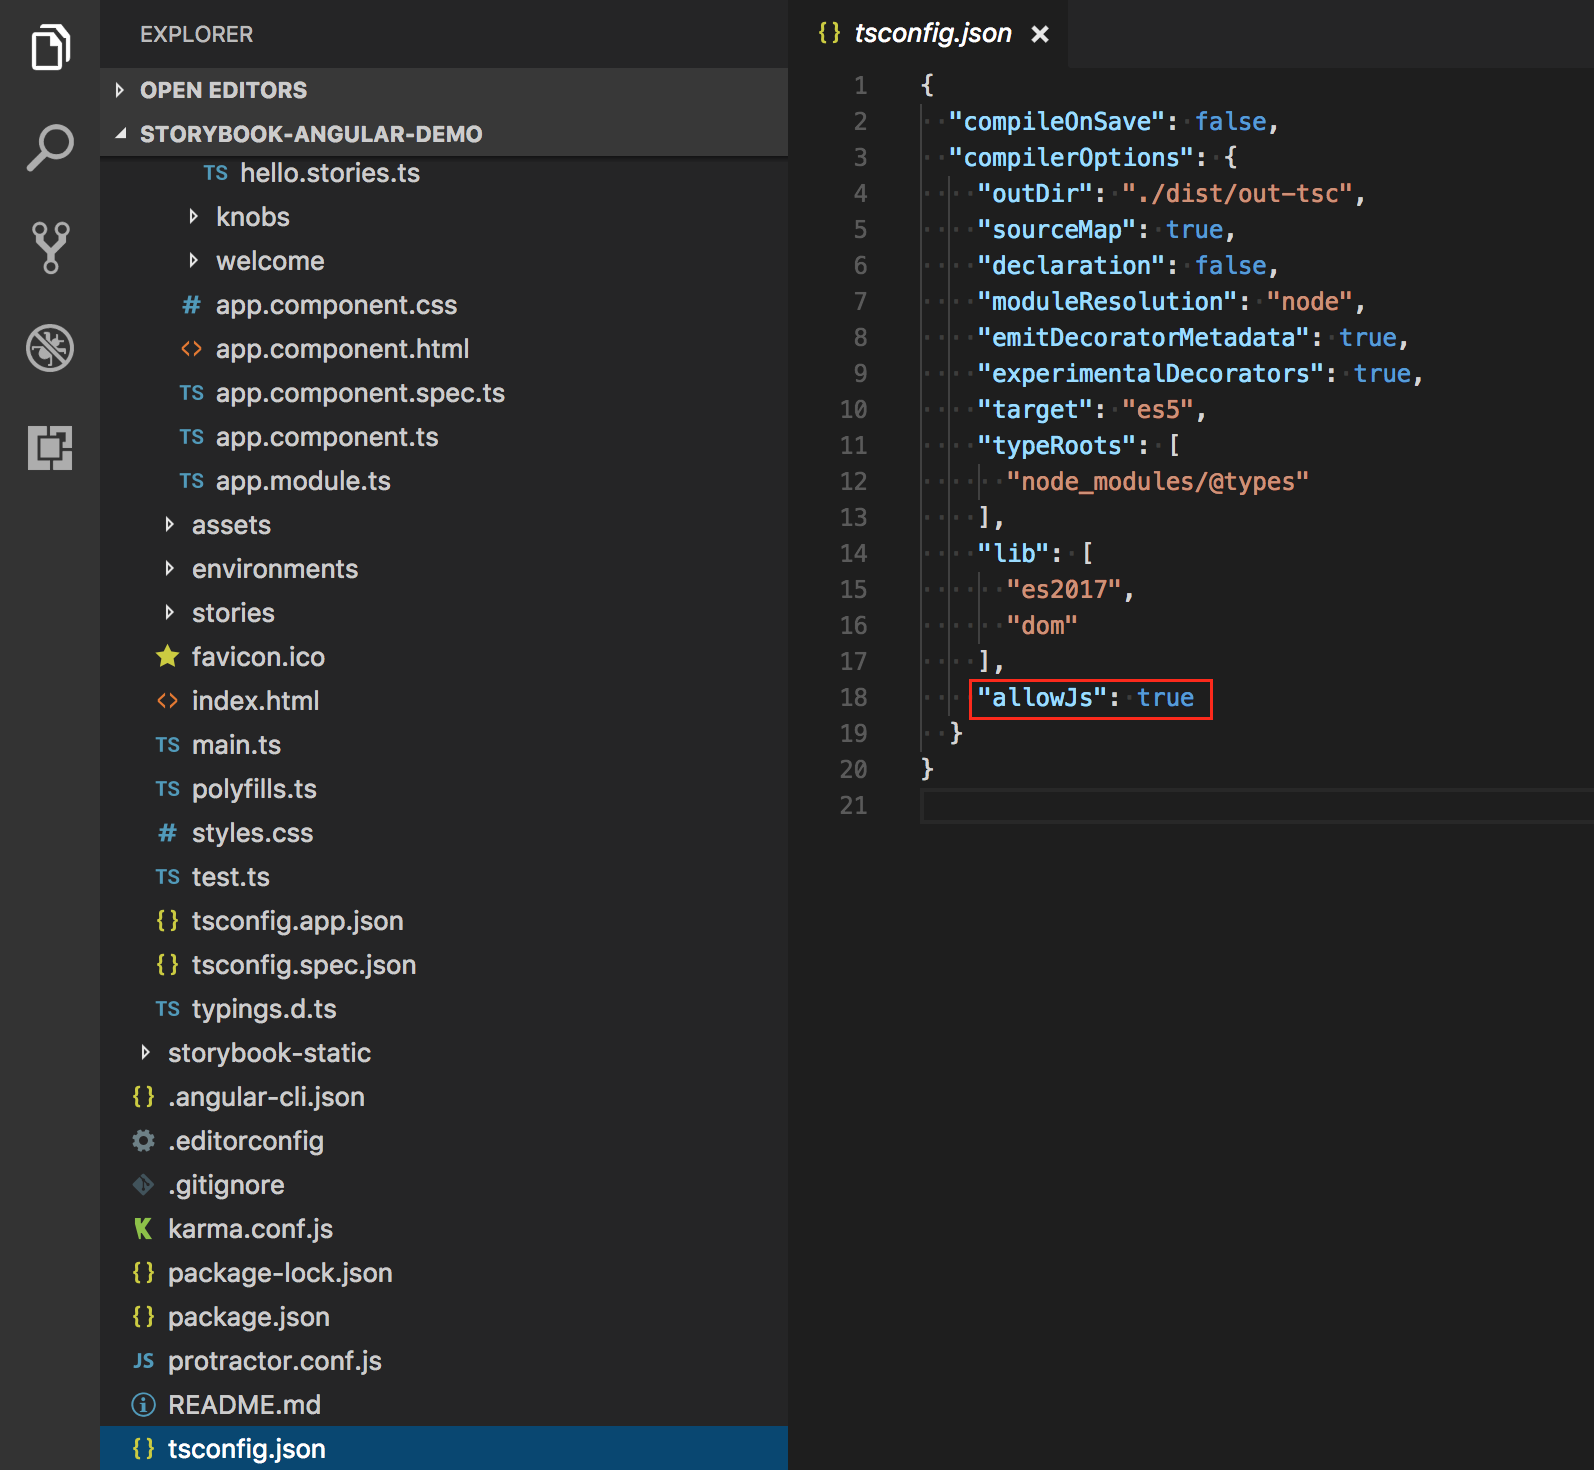 EXPLORER
OPEN EDITORS
STORYBOOK-ANGULAR-DEMO
TS hello.stories.ts
knobs
welcome
# app.component.css
<> app.component.html
TS app.component.spec.ts
TS app.component.ts
TS app.module.ts
assets
environments
stories
favicon.ico
<> index.html
TS main.ts
TS polyfills.ts
# styles.css
TS test.ts
{} tsconfig.app.json
{} tsconfig.spec.json
TS typings.d.ts
storybook-static
{} .angular-cli.json
.editorconfig
.gitignore
karma.conf.js
{} package-lock.json
{} package.json
JS protractor.conf.js
README.md
{} tsconfig.json
{} tsconfig.json ×
1 {
2 "compileOnSave": false,
3 "compilerOptions": {
4 "outDir": "./dist/out-tsc",
5 "sourceMap": true,
6 "declaration": false,
7 "moduleResolution": "node",
8 "emitDecoratorMetadata": true,
9 "experimentalDecorators": true,
10 "target": "es5",
11 "typeRoots": [
12 "node_modules/@types"
13 ],
14 "lib": [
15 "es2017",
16 "dom"
17 ],
18 "allowJs": true
19 }
20 }
21